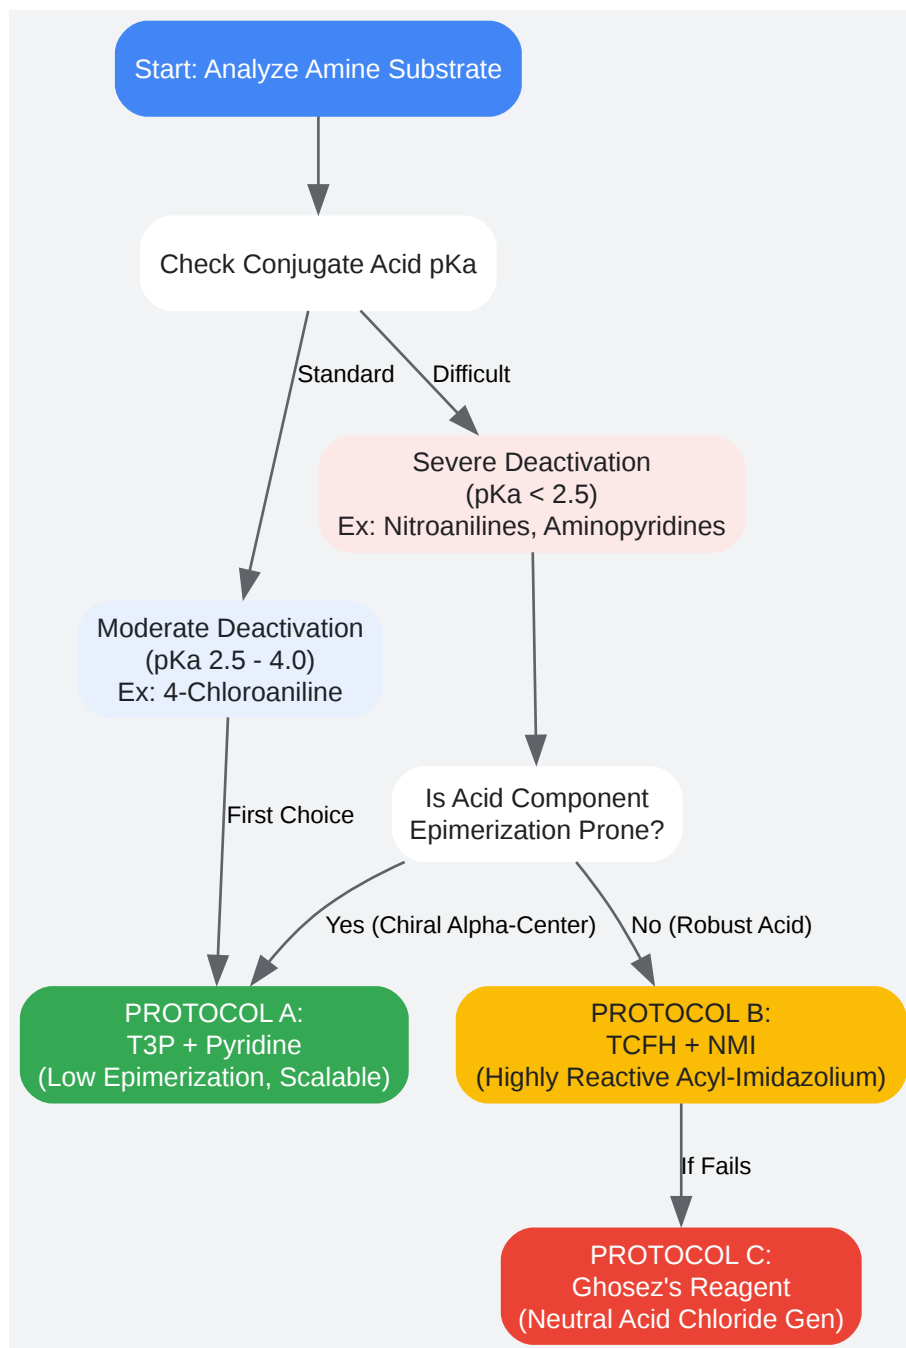 Start: Analyze Amine Substrate
Check Conjugate Acid pKa
Standard
Difficult
Severe Deactivation
(pKa < 2.5)
Ex: Nitroanilines, Aminopyridines
Moderate Deactivation
(pKa 2.5 - 4.0)
Ex: 4-Chloroaniline
Is Acid Component
Epimerization Prone?
First Choice
Yes (Chiral Alpha-Center)
No (Robust Acid)
PROTOCOL A:
T3P + Pyridine
(Low Epimerization, Scalable)
PROTOCOL B:
TCFH + NMI
(Highly Reactive Acyl-Imidazolium)
If Fails
PROTOCOL C:
Ghosez's Reagent
(Neutral Acid Chloride Gen)